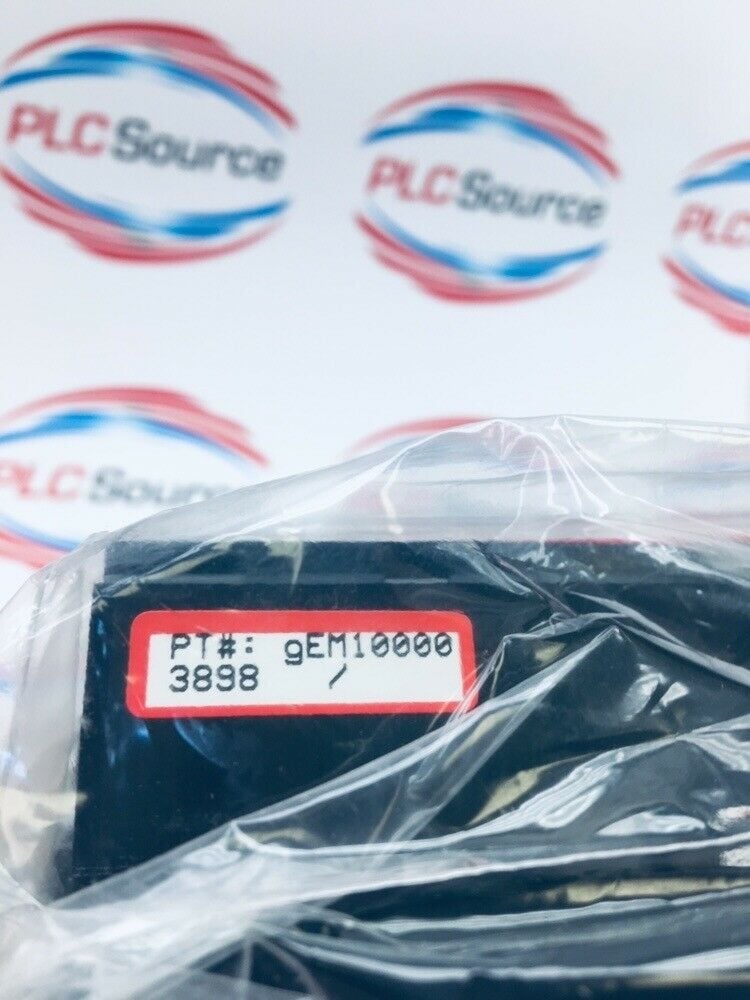 PLC Source
PLC Source
PLC
PLC Source
PT#: gEM10000
3898 /